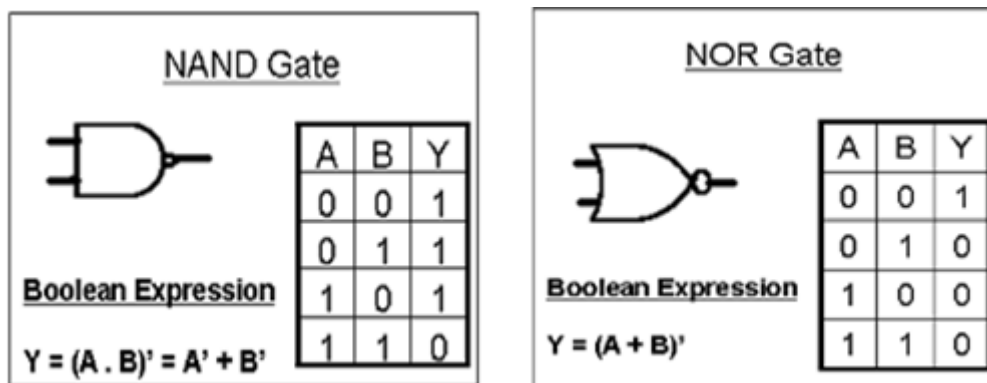 NAND Gate
A B Y
0 0 1
0 1 1
1 0 1
1 1 0
Boolean Expression
Y = (A . B)’ = A’ + B’
NOR Gate
A B Y
0 0 1
0 1 0
1 0 0
1 1 0
Boolean Expression
Y = (A + B)’